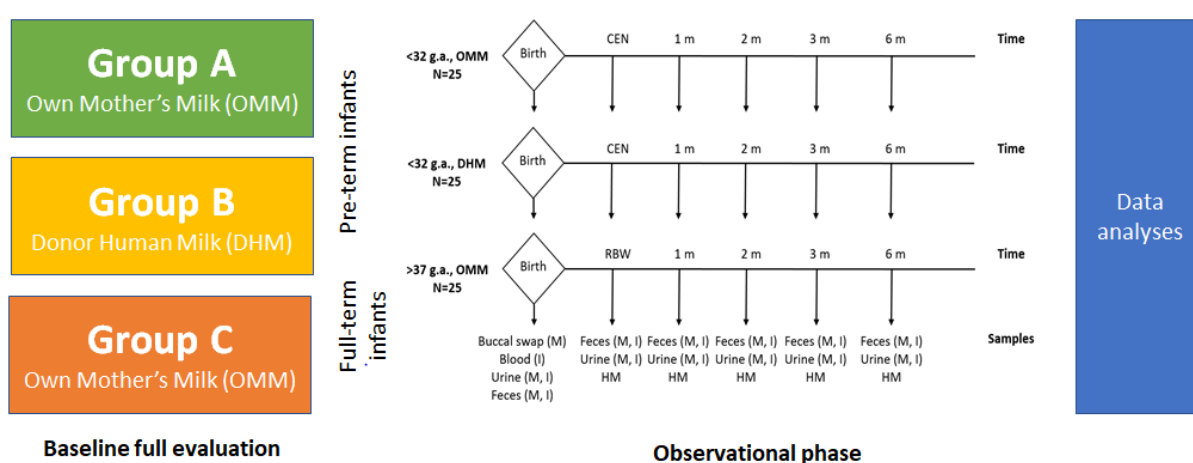 Group A
Own Mother's Milk (OMM)
Group B
Donor Human Milk (DHM)
Group C
Own Mother's Milk (OMM)
Baseline full evaluation
Pre-term infants
Full-term
infants
<32 g.a., OMM
N=25
Birth
CEN
1 m
2 m
3 m
6 m
Time
<32 g.a., DHM
N=25
Birth
CEN
1 m
2 m
3 m
6 m
Time
>37 g.a., OMM
N=25
Birth
RBW
1 m
2 m
3 m
6 m
Time
Buccal swap (M)
Blood (I)
Urine (M, I)
Feces (M, I)
Feces (M, I)
Urine (M, I)
HM
Feces (M, I)
Urine (M, I)
HM
Feces (M, I)
Urine (M, I)
HM
Feces (M, I)
Urine (M, I)
HM
Feces (M, I)
Urine (M, I)
HM
Samples
Observational phase
Data
analyses